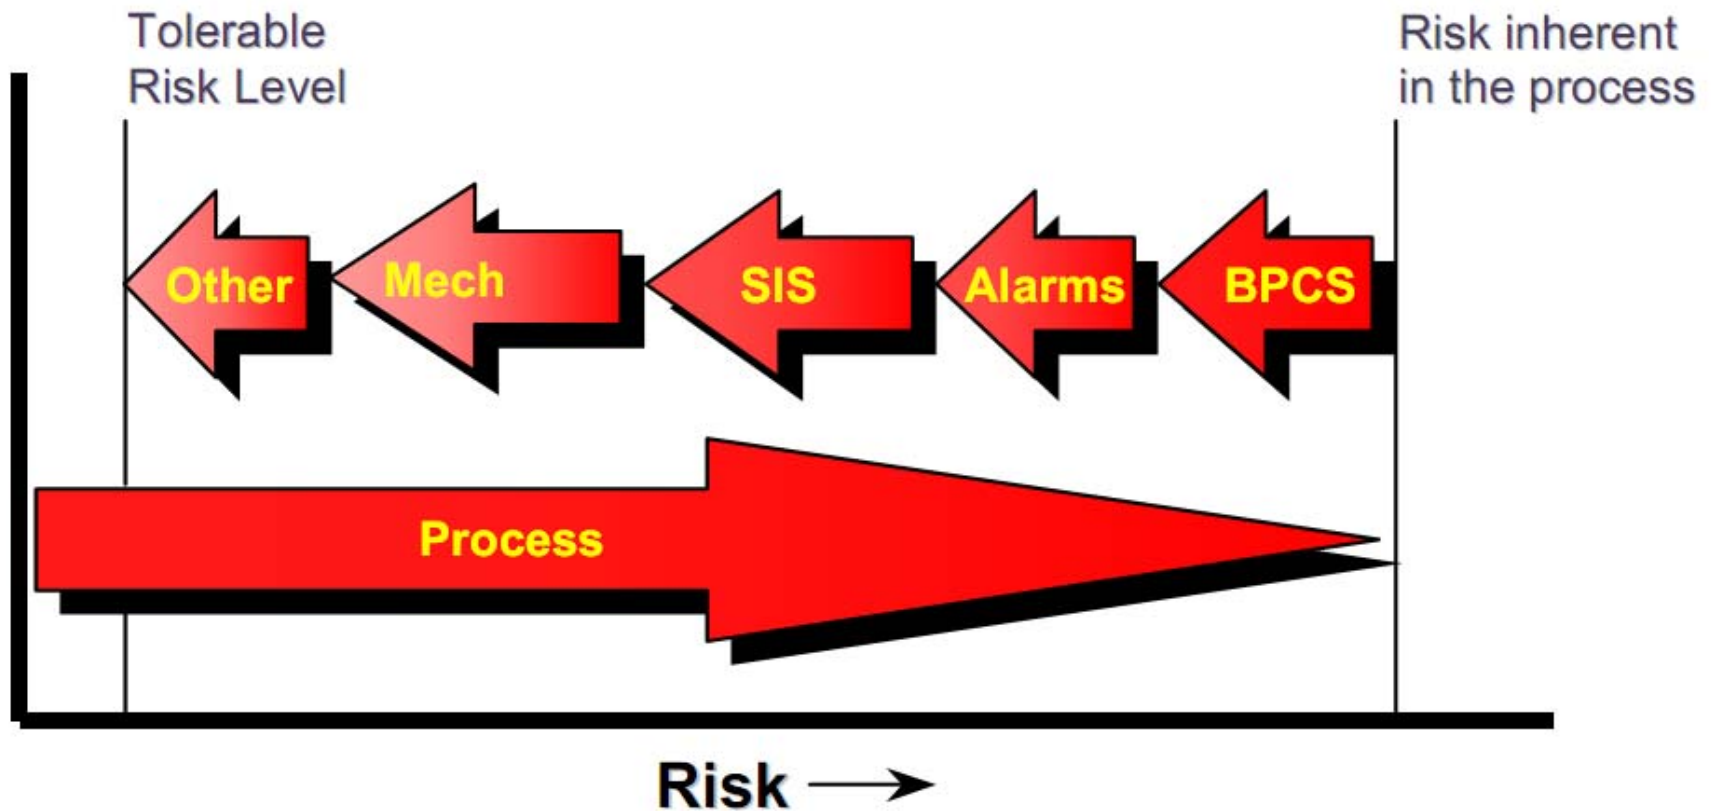 Tolerable
Risk Level
Risk inherent
in the process
Other
Mech
SIS
Alarms
BPCS
Process
Risk